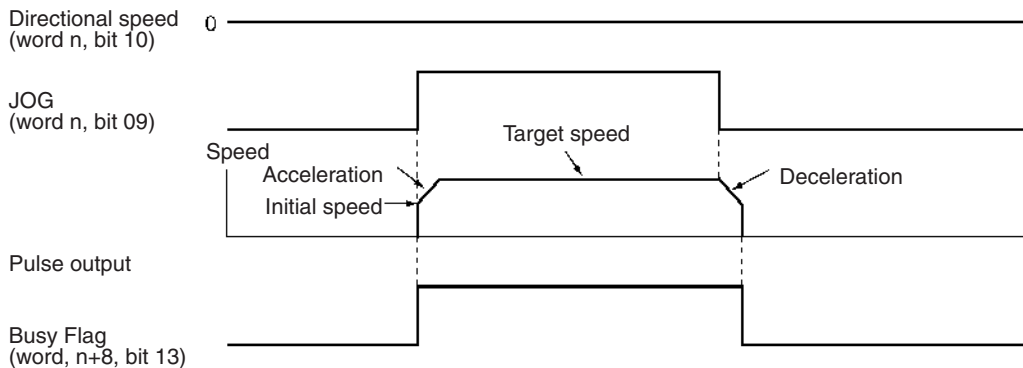 Directional speed
(word n, bit 10)
0
JOG
(word n, bit 09)
Target speed
Speed
Acceleration
Deceleration
Initial speed
Pulse output
Busy Flag
(word, n+8, bit 13)